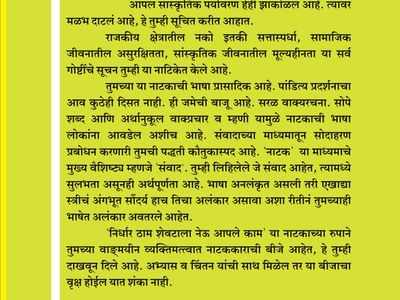 आपले सांस्कृतिक पर्यावरण हेही झाकोळले आहे. त्यावर
मळभ दाटलं आहे, हे तुम्ही सूचित करीत आहात.
राजकीय क्षेत्रातील नको इतकी सत्तास्पर्धा, सामाजिक
जीवनातील असुरक्षितता, सांस्कृतिक जीवनातील मूल्यहीनता या सर्व
गोष्टींचे सूचन तुम्ही या नाटिकेत केले आहे.
तुमच्या या नाटकाची भाषा प्रासादिक आहे. पांडित्य प्रदर्शनाचा
आव कुठेही दिसत नाही. ही जमेची बाजू आहे. सरळ वाक्यरचना. सोपे
शब्द आणि अर्थानुकूल वाक्प्रचार व म्हणी यामुळे नाटकाची भाषा
लोकांना आवडेल अशीच आहे. संवादाच्या माध्यमातून सोदाहरण
प्रबोधन करणारी तुमची पद्धती कौतुकास्पद आहे. 'नाटक' या माध्यमाचे
मुख्य वैशिष्ट्य म्हणजे 'संवाद'. तुम्ही लिहिलेले जे संवाद आहेत, त्यामध्ये
सुलभता असूनही अर्थपूर्णता आहे. भाषा अनलंकृत असली तरी एखाद्या
स्त्रीचं अंगभूत सौंदर्य हाच तिचा अलंकार असावा अशा रीतीनं तुमच्याही
भाषेत अलंकार अवतरले आहेत.
'निर्धार ठाम शेवटाला नेऊ आपले काम' या नाटकाच्या रुपाने
तुमच्या वाङ्‌मयीन व्यक्तिमत्त्वात नाटककाराची बीजे आहेत, हे तुम्ही
दाखवून दिले आहे. अभ्यास व चिंतन यांची साथ मिळेल तर या बीजाचा
वृक्ष होईल यात शंका नाही.